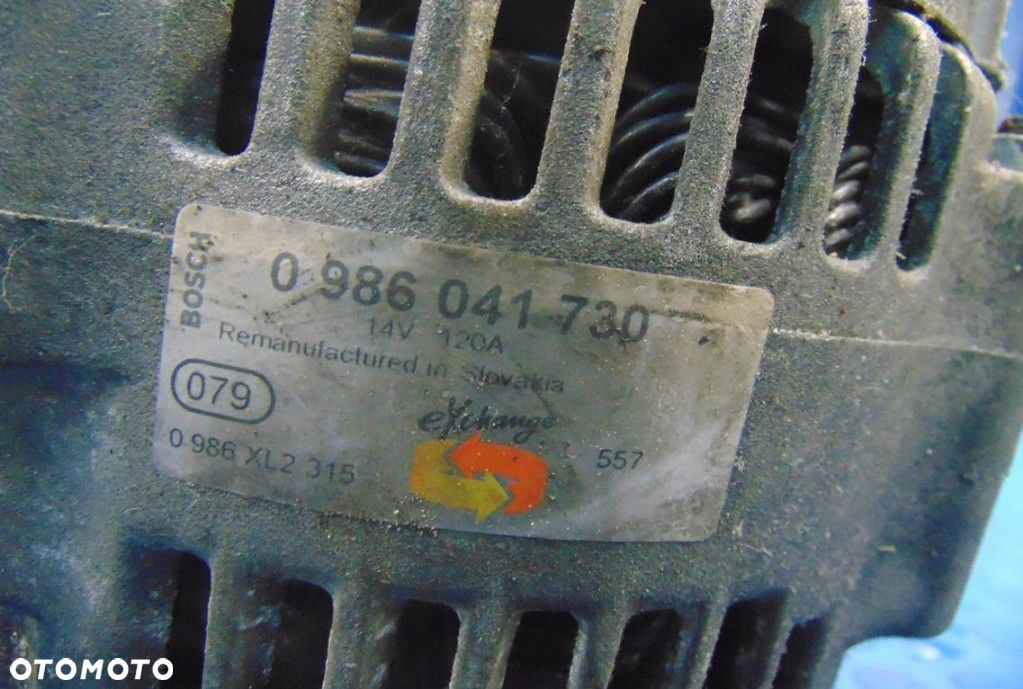 BOSCH
0 986 041 730
14V 120A
Remanufactured in Slovakia
079
eXchange
0 986 XL2 315
557
OTOMOTO